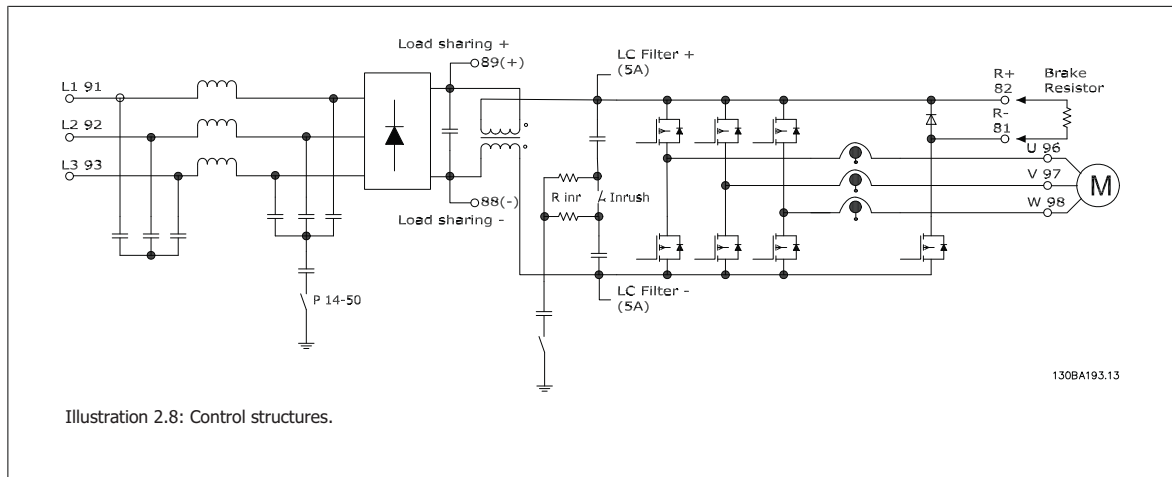 Load sharing +
89(+)
LC Filter +
(5A)
R+
82
Brake
Resistor
R-
81
L1 91
L2 92
L3 93
U 96
V 97
W 98
M
R inr
Inrush
88(-)
Load sharing -
LC Filter -
(5A)
P 14-50
130BA193.13
Illustration 2.8: Control structures.